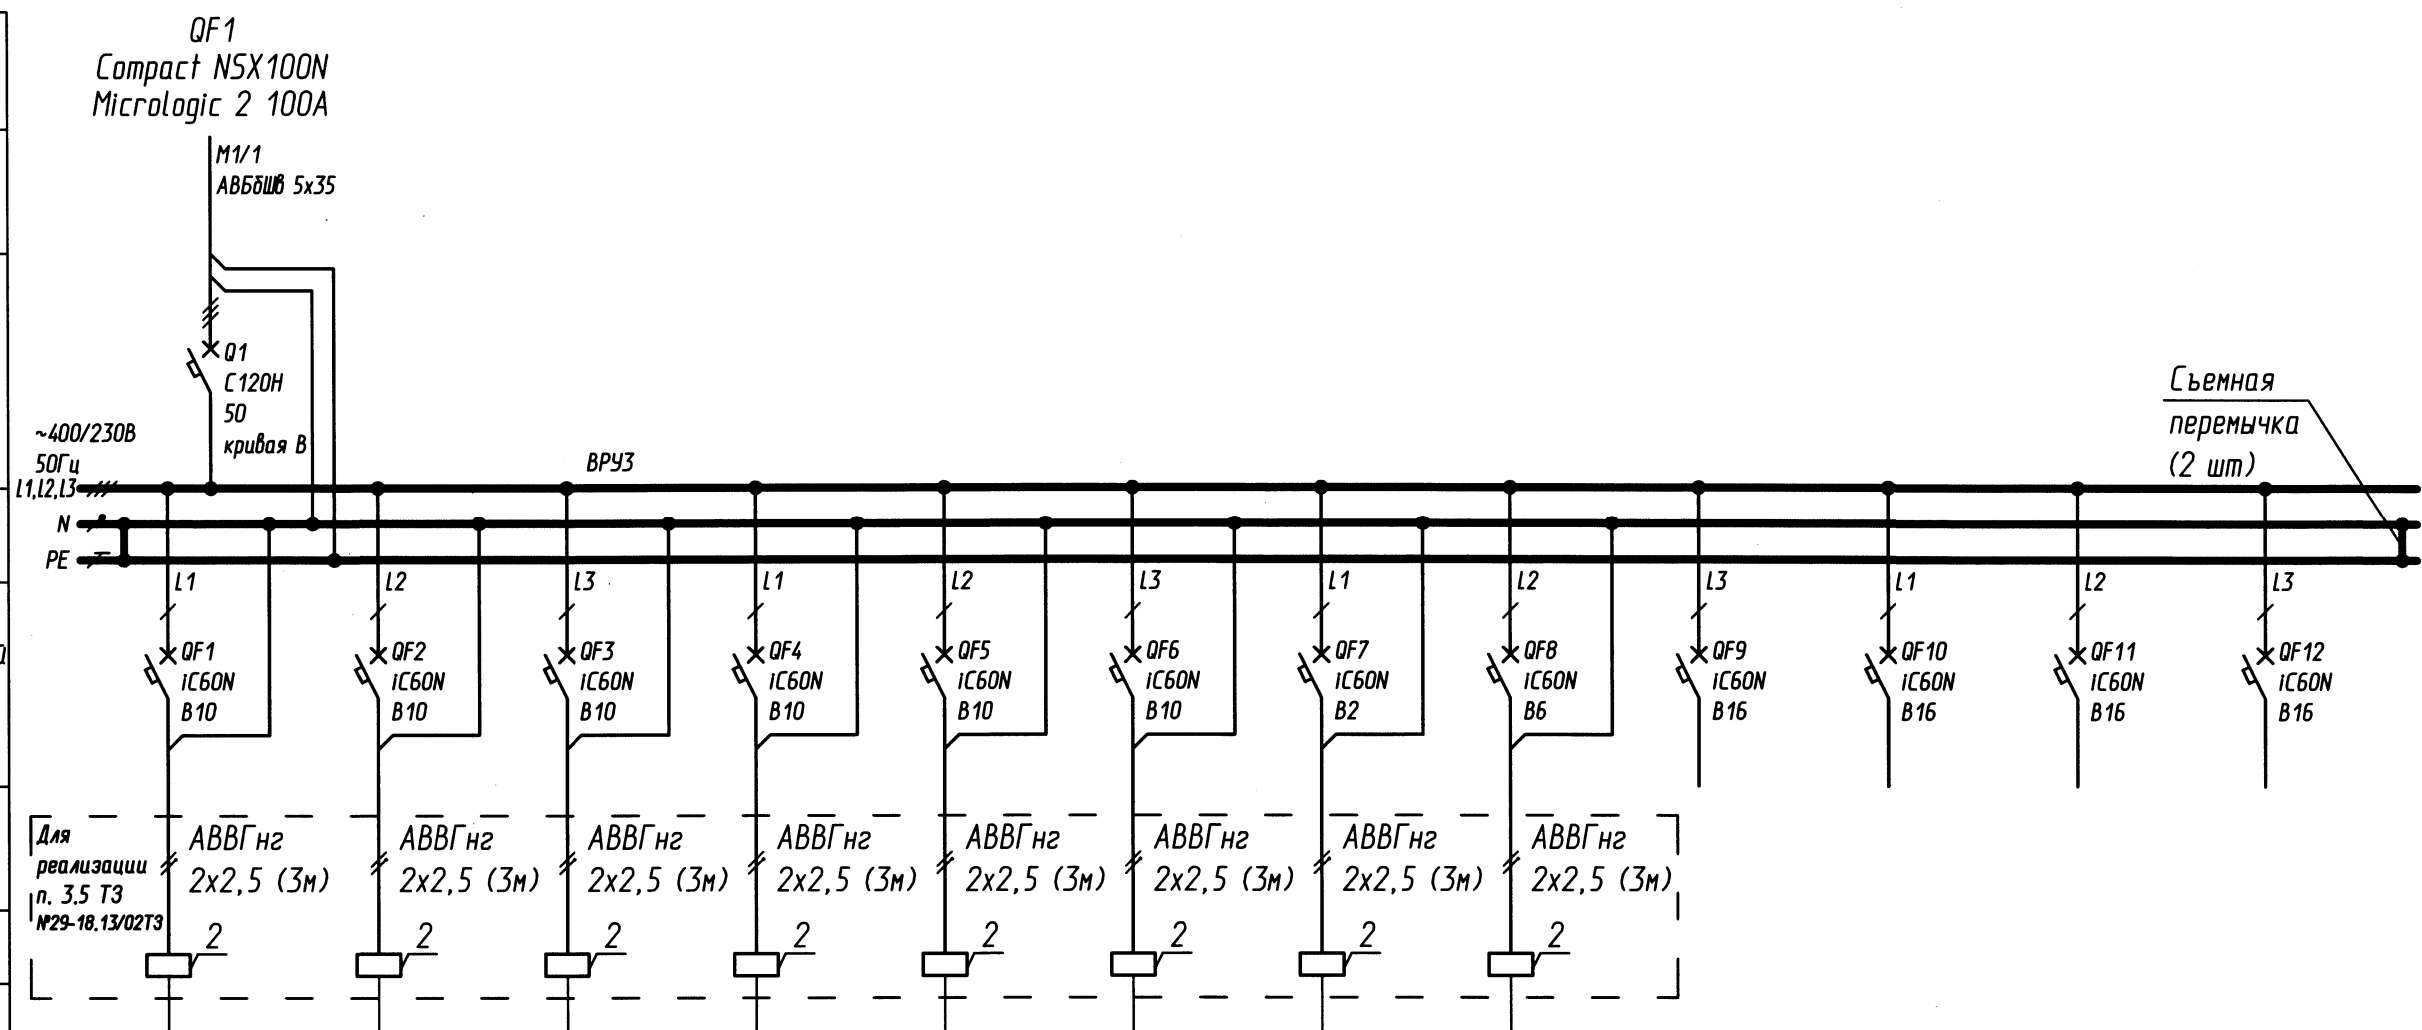 QF1
Compact NSX100N
Micrologic 2 100A
М1/1
АВБбШв 5х35
Q1
C120H
50
кривая В
~400/230В
50Гц
L1,L2,L3
N
PE
ВРУ3
Съемная
перемычка
(2 шт)
L1 L2 L3 L1 L2 L3 L1 L2 L3 L1 L2 L3
QF1 QF2 QF3 QF4 QF5 QF6 QF7 QF8 QF9 QF10 QF11 QF12
iC60N iC60N iC60N iC60N iC60N iC60N iC60N iC60N iC60N iC60N iC60N iC60N
B10 B10 B10 B10 B10 B10 B2 B6 B16 B16 B16 B16
Для
реализации
п. 3.5 ТЗ
№29-18.13/02ТЗ
АВВГнг АВВГнг АВВГнг АВВГнг АВВГнг АВВГнг АВВГнг АВВГнг
2х2,5 (3м) 2х2,5 (3м) 2х2,5 (3м) 2х2,5 (3м) 2х2,5 (3м) 2х2,5 (3м) 2х2,5 (3м) 2х2,5 (3м)
2 2 2 2 2 2 2 2